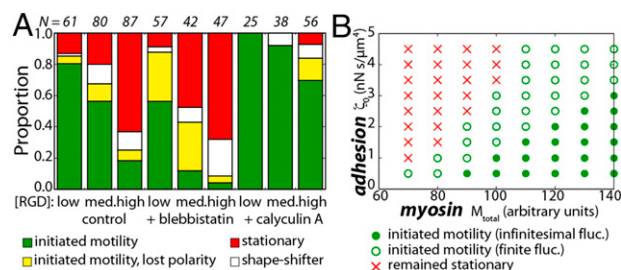 A
N = 61 80 87 57 42 47 25 38 56
Proportion
1.0
0.8
0.6
0.4
0.2
0.0
[RGD]: low med. high low med. high low med. high
control + blebbistatin + calyculin A
initiated motility
stationary
initiated motility, lost polarity
shape-shifter
B
adhesion ζ₀ (nN s/μm⁴)
5
4
3
2
1
0
60 80 100 120 140
myosin M_total (arbitrary units)
initiated motility (infinitesimal fluc.)
initiated motility (finite fluc.)
remained stationary